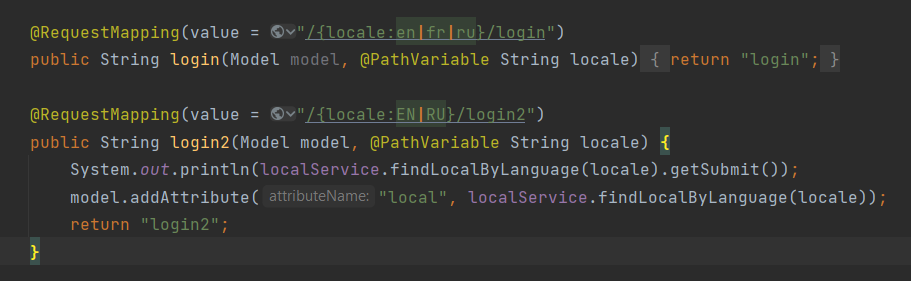 @RequestMapping(value = "/{locale:en|fr|ru}/login")
public String login(Model model, @PathVariable String locale) { return "login"; }
@RequestMapping(value = "/{locale:EN|RU}/login2")
public String login2(Model model, @PathVariable String locale) {
System.out.println(localService.findLocalByLanguage(locale).getSubmit());
model.addAttribute( attributeName: "local", localService.findLocalByLanguage(locale));
return "login2";
}